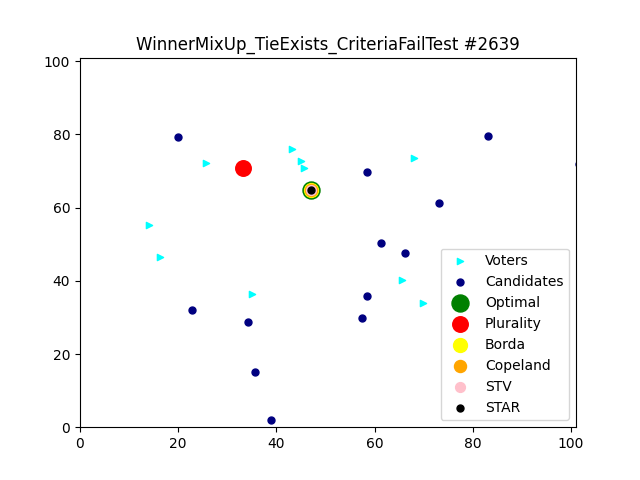 WinnerMixUp_TieExists_CriteriaFailTest #2639
100
80
60
40
20
0
0 20 40 60 80 100
Voters
Candidates
Optimal
Plurality
Borda
Copeland
STV
STAR